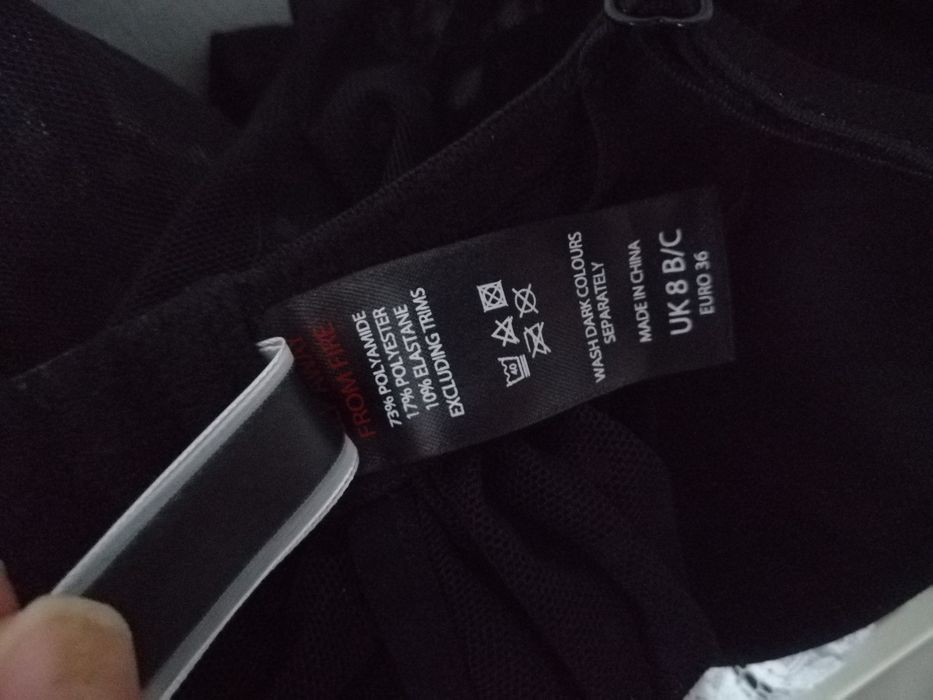 FROM FIRE
73% POLYAMIDE
17% POLYESTER
10% ELASTANE
EXCLUDING TRIMS
40
WASH DARK COLOURS
SEPARATELY
MADE IN CHINA
UK 8 B/C
EURO 36